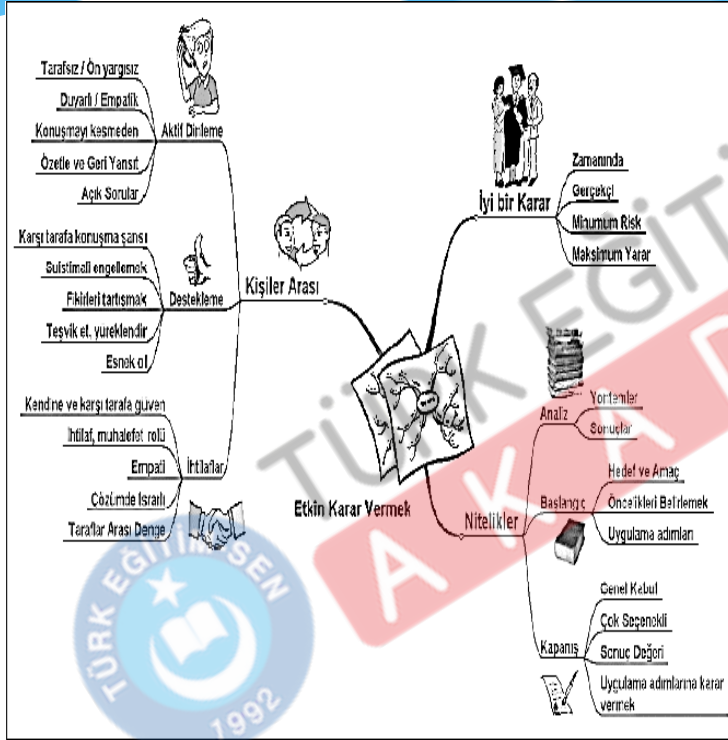 Tarafsız / Ön yargısız
Duyarlı / Empatik
Konuşmayı kesmeden
Özetle ve Geri Yansıt
Açık Sorular
Aktif Dinleme
Karşı tarafa konuşma şansı
Suistimali engellemek
Fikirleri tartışmak
Teşvik et, yüreklendir
Esnek ol
Destekleme
Kendine ve karşı tarafa güven
İhtilaf, muhalefet rolü
Empati
Çözümde Israrlı
Taraflar Arası Denge
İhtilaflar
Kişiler Arası
Etkin Karar Vermek
İyi bir Karar
Zamanında
Gerçekçi
Minumum Risk
Maksimum Yarar
Nitelikler
Analiz
Yöntemler
Sonuçlar
Başlangıç
Hedef ve Amaç
Öncelikleri Belirlemek
Uygulama adımları
Kapanış
Genel Kabul
Çok Seçenekli
Sonuç Değeri
Uygulama adımlarına karar
vermek
TÜRK EĞİT
AKA
TÜRK EĞİTİM SEN
1992